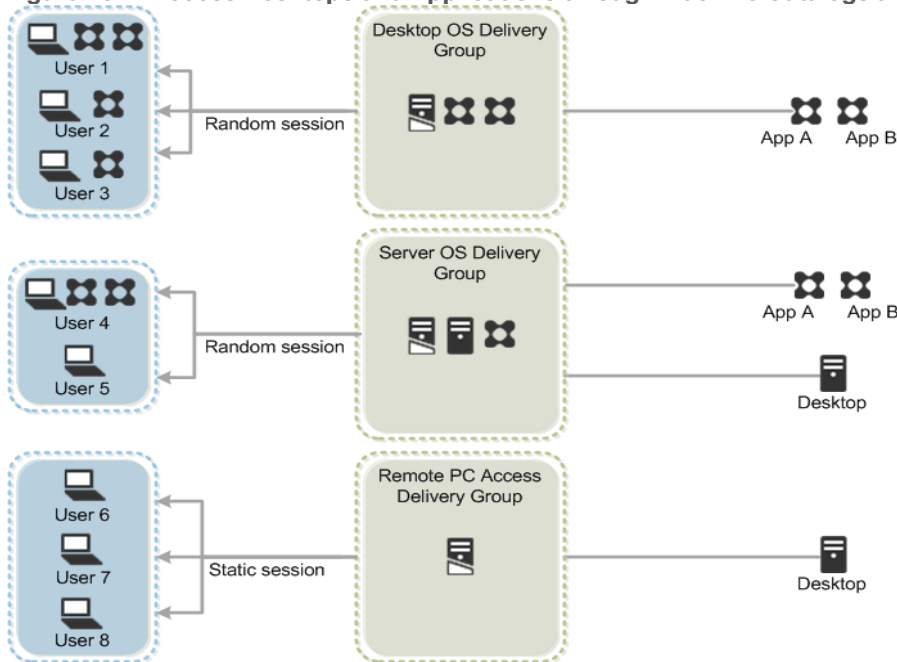 User 1
User 2
User 3
Random session
Desktop OS Delivery
Group
App A
App B
User 4
User 5
Random session
Server OS Delivery
Group
App A
App B
Desktop
User 6
User 7
User 8
Static session
Remote PC Access
Delivery Group
Desktop